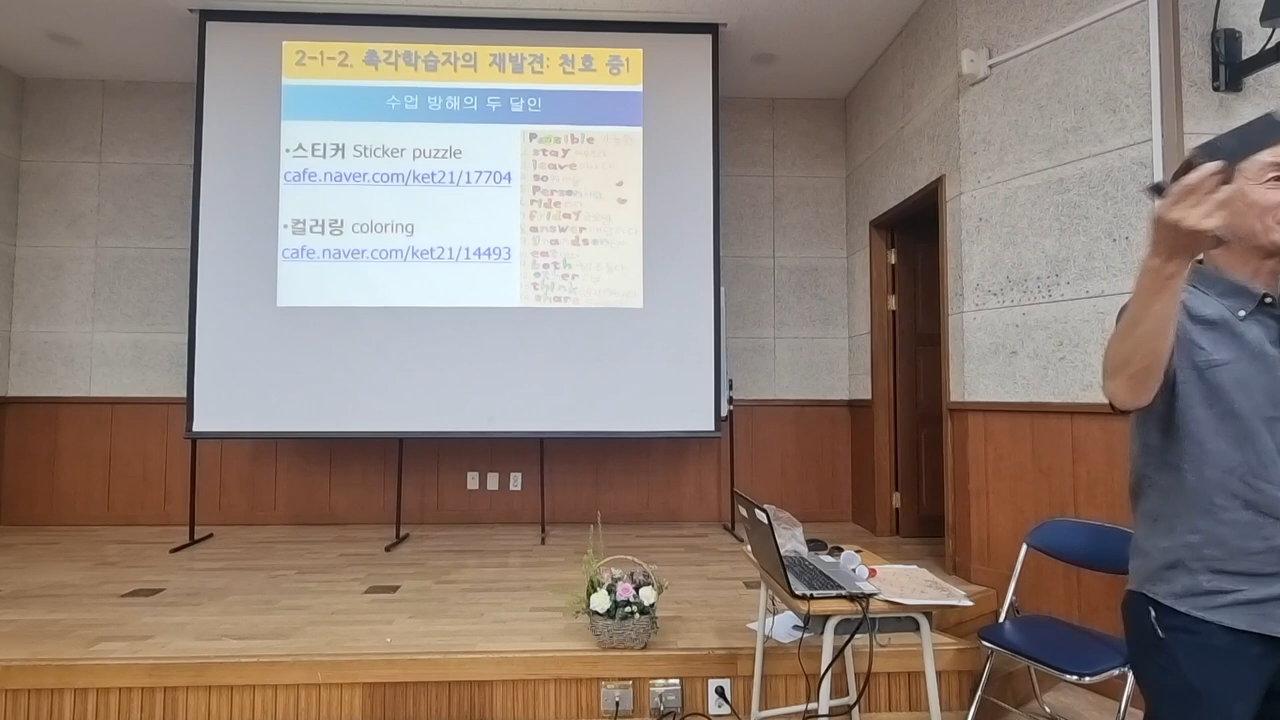 2-1-2. 촉각학습자의 재발견: 천호 중1
수업 방해의 두 달인
•스티커 Sticker puzzle
cafe.naver.com/ket21/17704
•컬러링 coloring
cafe.naver.com/ket21/14493
Possible
stay
leave
so
Person
ride
friday
answer
eat
both
think
share